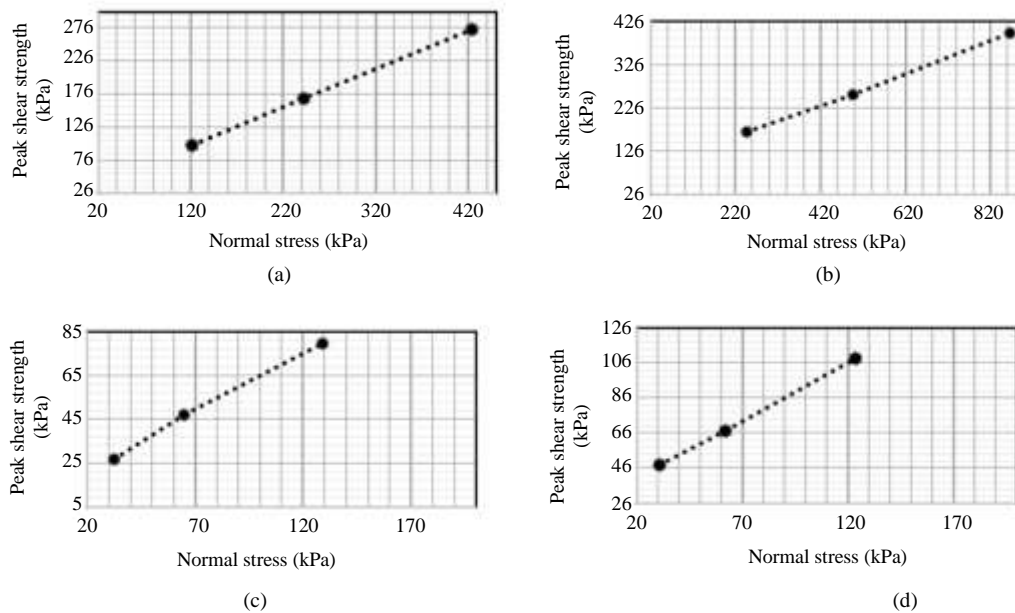 276
226
176
126
76
26
Peak shear strength
(kPa)
20 120 220 320 420
Normal stress (kPa)
(a)
426
326
226
126
26
Peak shear strength
(kPa)
20 220 420 620 820
Normal stress (kPa)
(b)
85
65
45
25
5
Peak shear strength
(kPa)
20 70 120 170
Normal stress (kPa)
(c)
126
106
86
66
46
26
Peak shear strength
(kPa)
20 70 120 170
Normal stress (kPa)
(d)